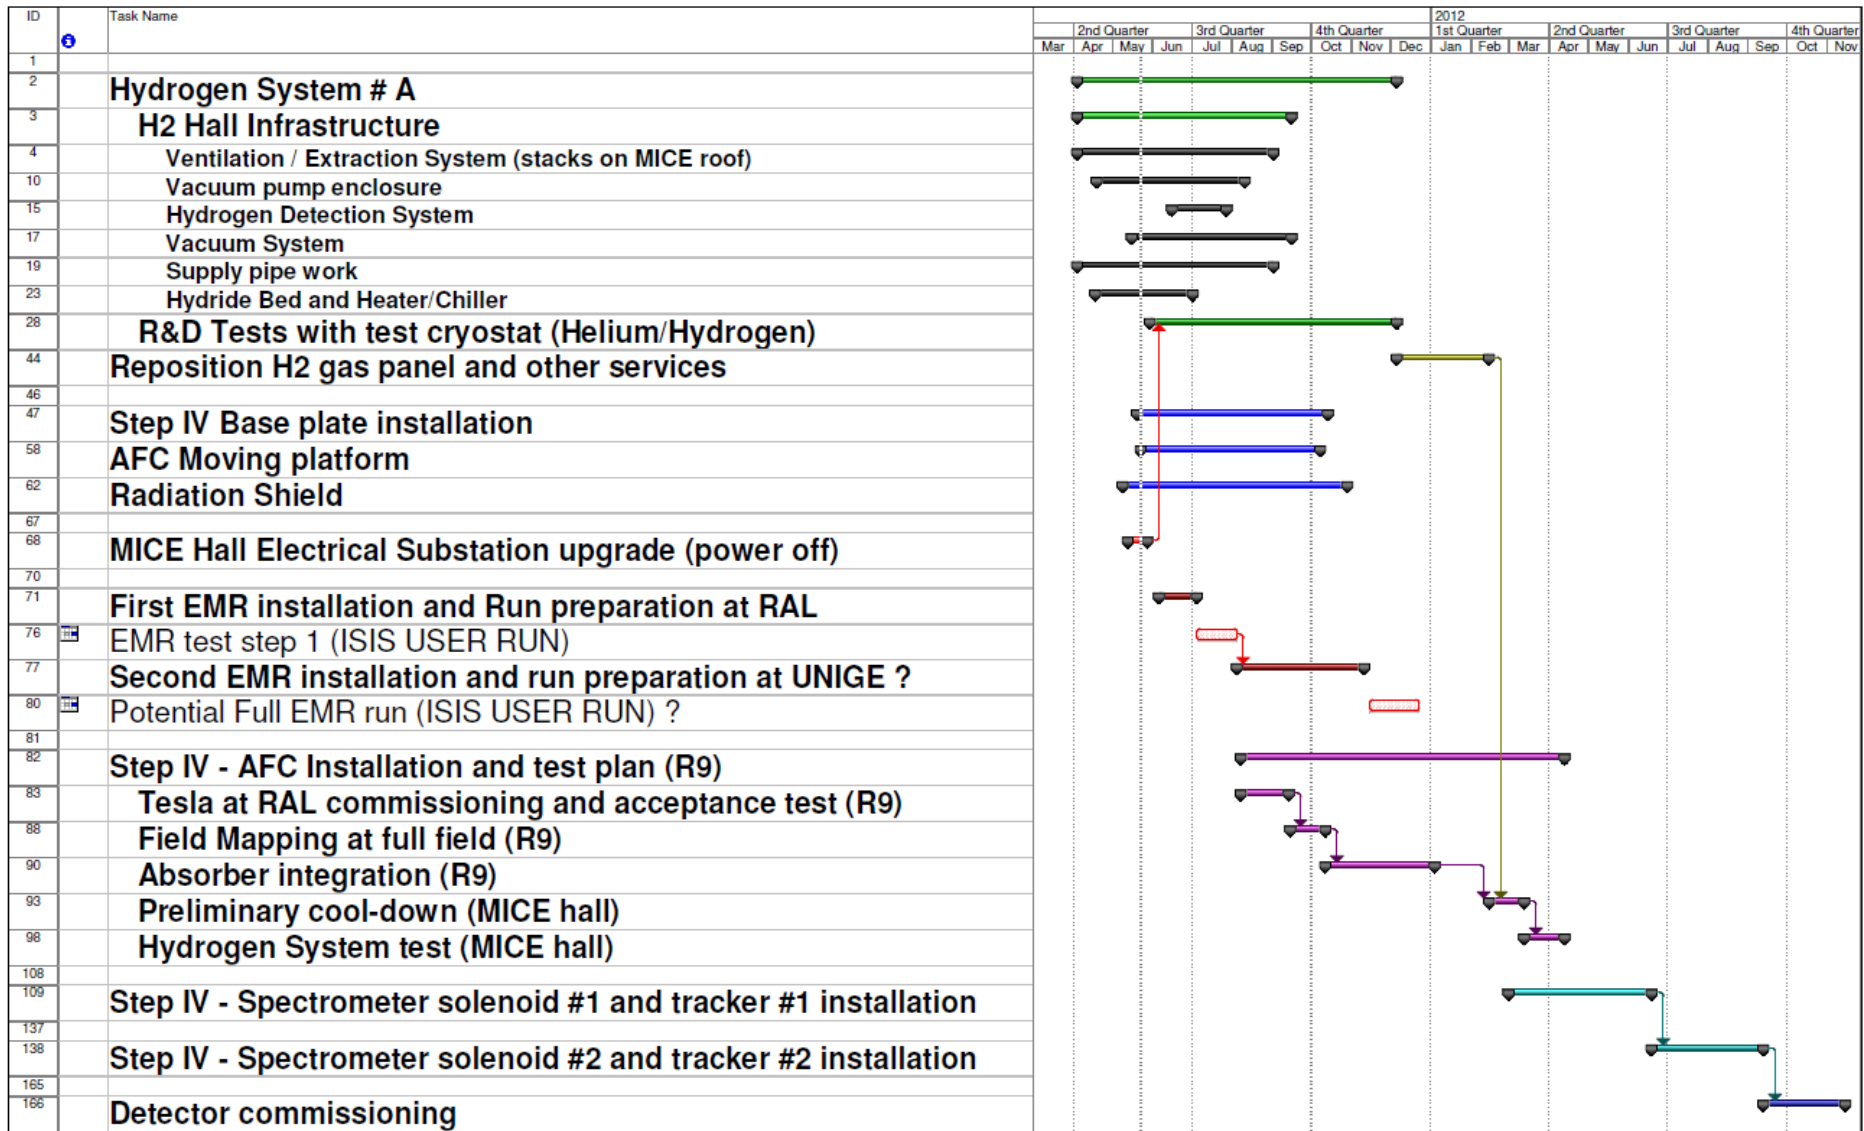 ID Task Name
2012
2nd Quarter 3rd Quarter 4th Quarter 1st Quarter 2nd Quarter 3rd Quarter 4th Quarter
Mar Apr May Jun Jul Aug Sep Oct Nov Dec Jan Feb Mar Apr May Jun Jul Aug Sep Oct Nov
1
2 Hydrogen System # A
3 H2 Hall Infrastructure
4 Ventilation / Extraction System (stacks on MICE roof)
10 Vacuum pump enclosure
15 Hydrogen Detection System
17 Vacuum System
19 Supply pipe work
23 Hydride Bed and Heater/Chiller
28 R&D Tests with test cryostat (Helium/Hydrogen)
44 Reposition H2 gas panel and other services
46
47 Step IV Base plate installation
58 AFC Moving platform
62 Radiation Shield
67
68 MICE Hall Electrical Substation upgrade (power off)
70
71 First EMR installation and Run preparation at RAL
76 EMR test step 1 (ISIS USER RUN)
77 Second EMR installation and run preparation at UNIGE ?
80 Potential Full EMR run (ISIS USER RUN) ?
81
82 Step IV - AFC Installation and test plan (R9)
83 Tesla at RAL commissioning and acceptance test (R9)
88 Field Mapping at full field (R9)
90 Absorber integration (R9)
93 Preliminary cool-down (MICE hall)
98 Hydrogen System test (MICE hall)
108
109 Step IV - Spectrometer solenoid #1 and tracker #1 installation
137
138 Step IV - Spectrometer solenoid #2 and tracker #2 installation
165
166 Detector commissioning